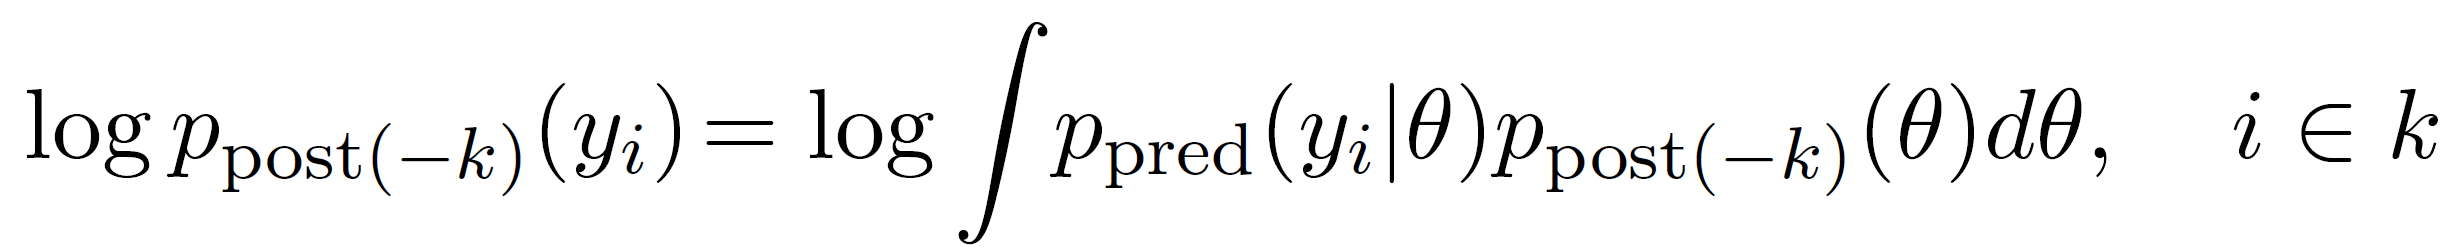 log p_post(−k)(y_i) = log ∫ p_pred(y_i|θ)p_post(−k)(θ)dθ, i ∈ k